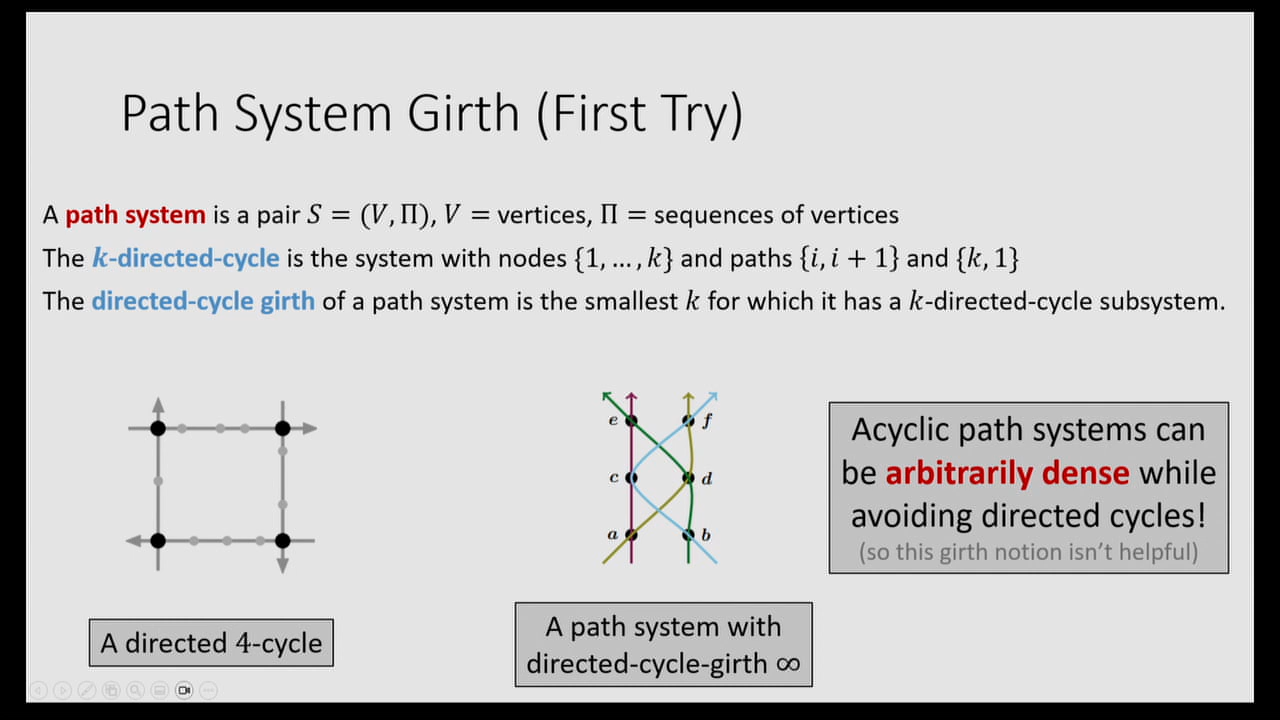 Path System Girth (First Try)
A path system is a pair S = (V, Π), V = vertices, Π = sequences of vertices
The k-directed-cycle is the system with nodes {1, … , k} and paths {i, i + 1} and {k, 1}
The directed-cycle girth of a path system is the smallest k for which it has a k-directed-cycle subsystem.
e f
c d
a b
Acyclic path systems can
be arbitrarily dense while
avoiding directed cycles!
(so this girth notion isn't helpful)
A directed 4-cycle
A path system with
directed-cycle-girth ∞